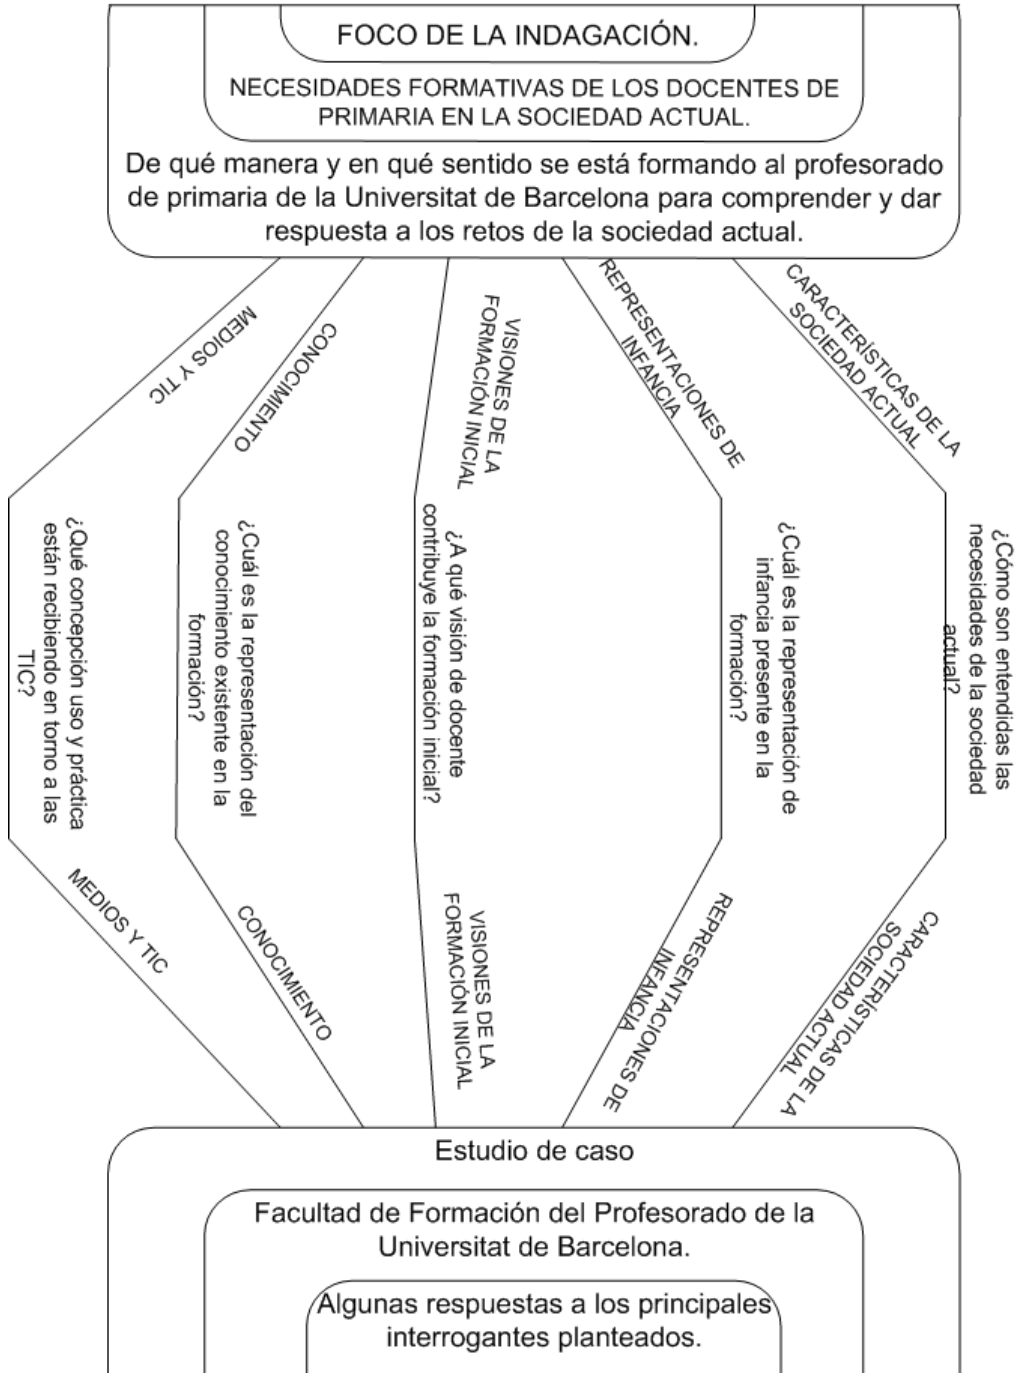 FOCO DE LA INDAGACIÓN.
NECESIDADES FORMATIVAS DE LOS DOCENTES DE
PRIMARIA EN LA SOCIEDAD ACTUAL.
De qué manera y en qué sentido se está formando al profesorado
de primaria de la Universitat de Barcelona para comprender y dar
respuesta a los retos de la sociedad actual.
MEDIOS Y TIC
CONOCIMIENTO
VISIONES DE LA
FORMACIÓN INICIAL
REPRESENTACIONES DE
INFANCIA
CARACTERÍSTICAS DE LA
SOCIEDAD ACTUAL
¿Qué concepción uso y práctica
están recibiendo en torno a las
TIC?
¿Cuál es la representación del
conocimiento existente en la
formación?
¿A qué visión de docente
contribuye la formación inicial?
¿Cuál es la representación de
infancia presente en la
formación?
¿Cómo son entendidas las
necesidades de la sociedad
actual?
MEDIOS Y TIC
CONOCIMIENTO
VISIONES DE LA
FORMACIÓN INICIAL
REPRESENTACIONES DE
INFANCIA
CARACTERÍSTICAS DE LA
SOCIEDAD ACTUAL
Estudio de caso
Facultad de Formación del Profesorado de la
Universitat de Barcelona.
Algunas respuestas a los principales
interrogantes planteados.